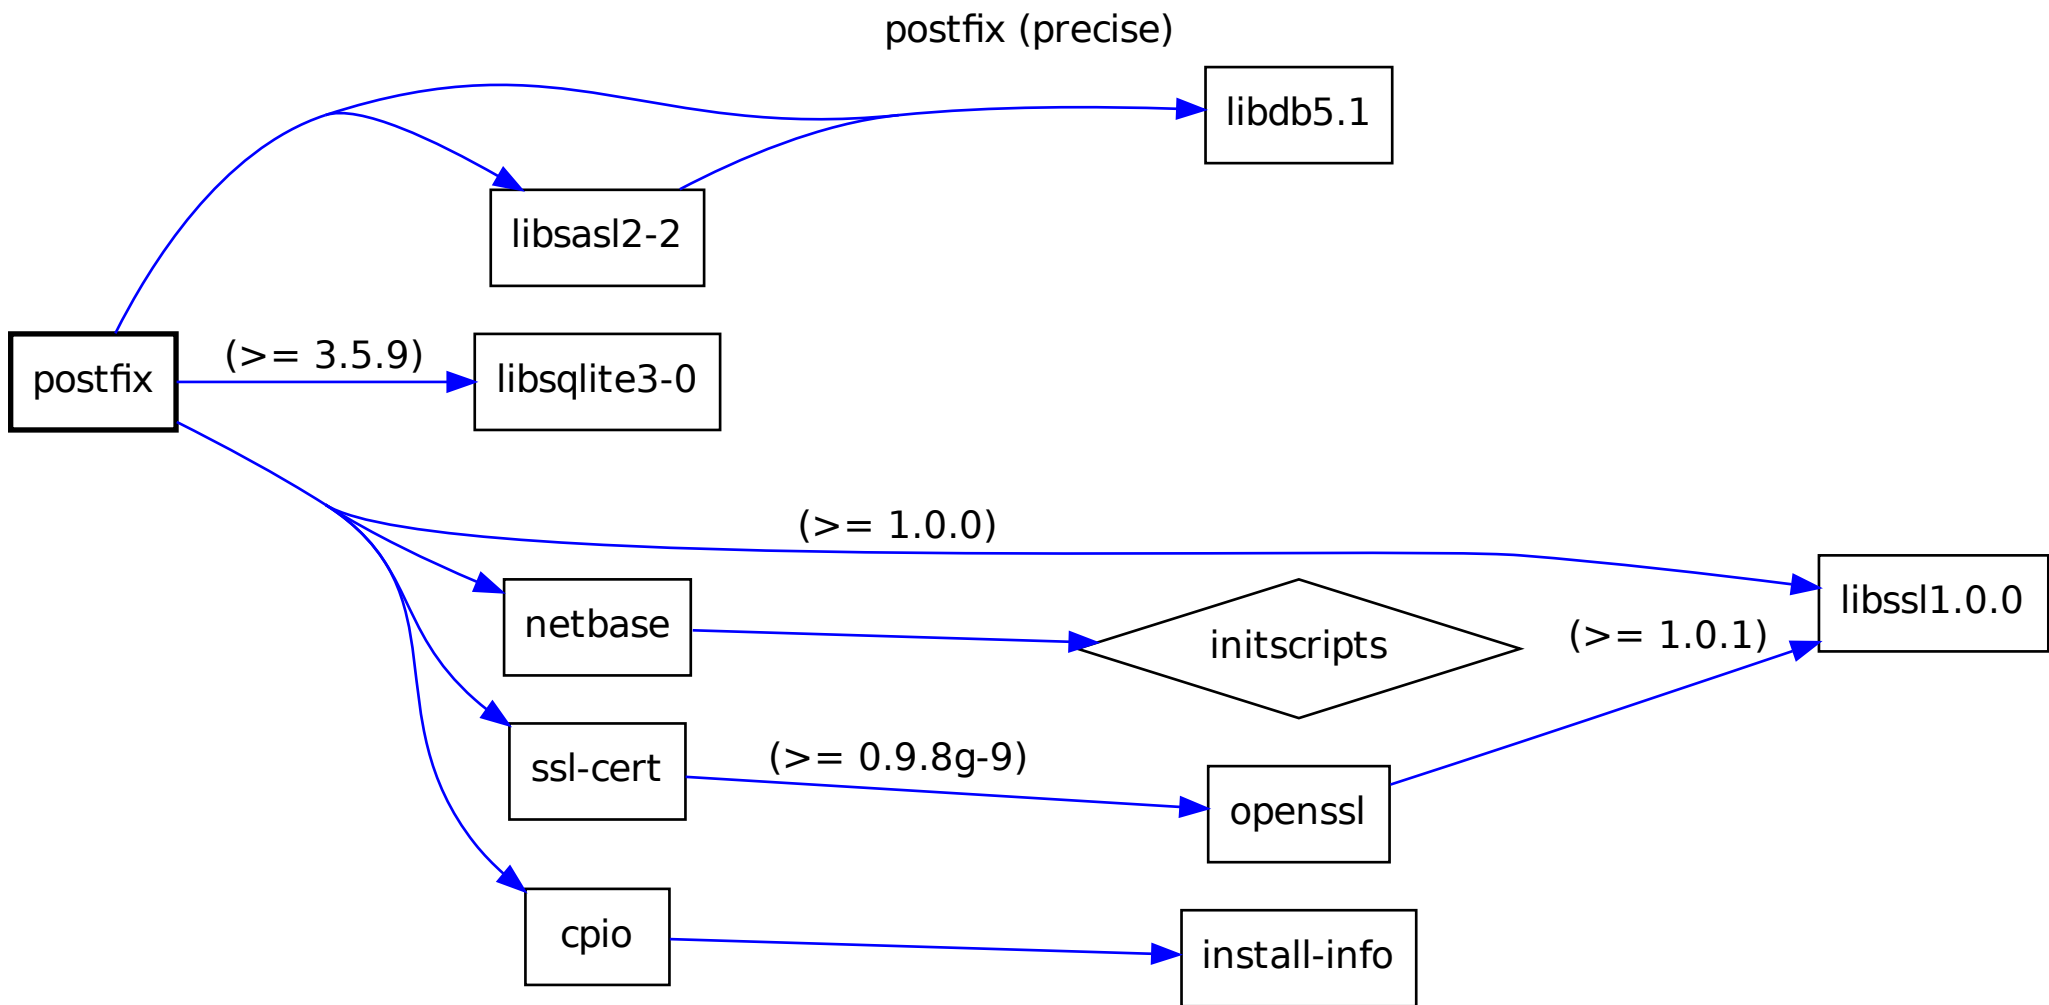 postfix (precise)
libdb5.1
libsasl2-2
postfix
(>= 3.5.9)
libsqlite3-0
(>= 1.0.0)
libssl1.0.0
netbase
initscripts
(>= 1.0.1)
ssl-cert
(>= 0.9.8g-9)
openssl
cpio
install-info